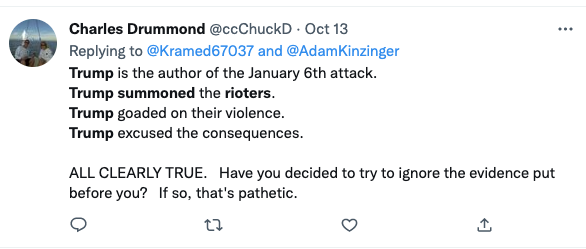 Charles Drummond @ccChuckD · Oct 13
Replying to @Kramed67037 and @AdamKinzinger
Trump is the author of the January 6th attack.
Trump summoned the rioters.
Trump goaded on their violence.
Trump excused the consequences.
ALL CLEARLY TRUE. Have you decided to try to ignore the evidence put
before you? If so, that's pathetic.